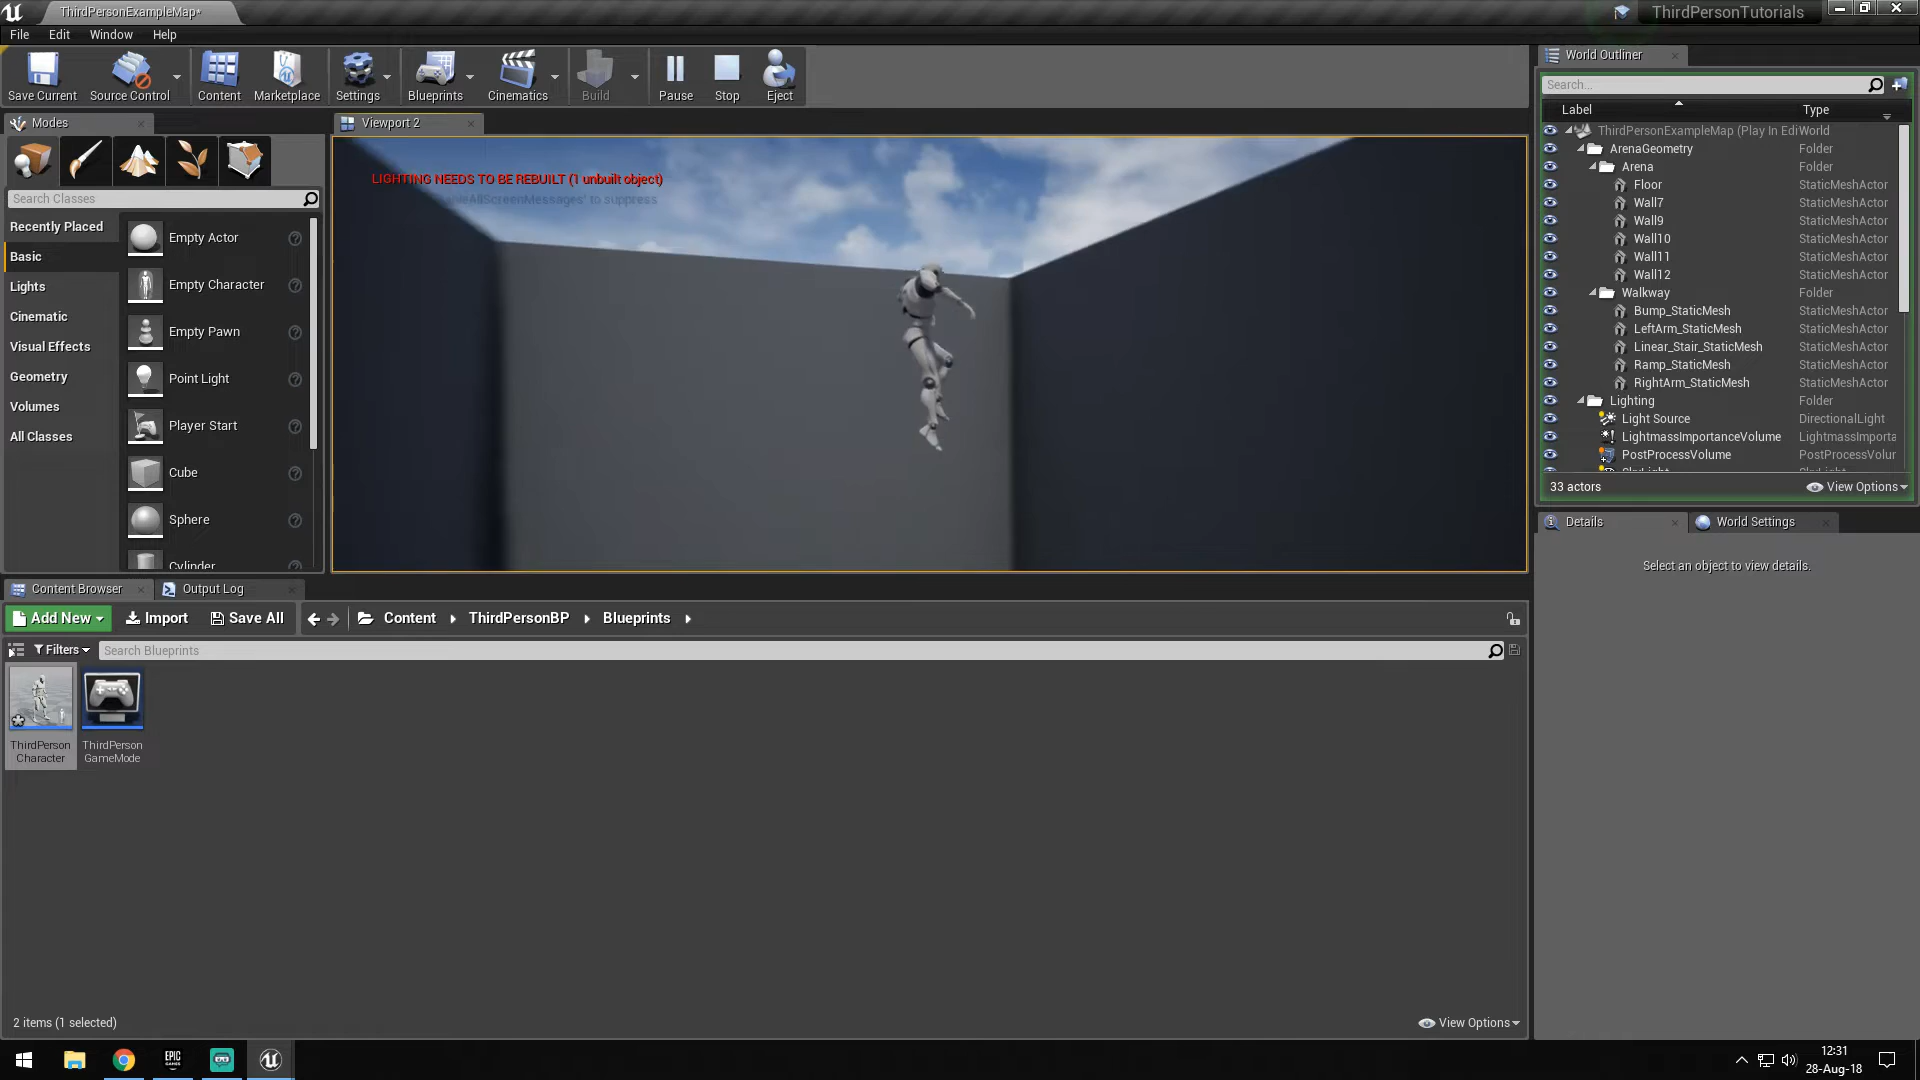 ThirdPersonExampleMap*
ThirdPersonTutorials
File
Edit
Window
Help
Save Current
Source Control
Content
Marketplace
Settings
Blueprints
Cinematics
Build
Pause
Stop
Eject
World Outliner
Search...
Label
Type
ThirdPersonExampleMap (Play In Edi
World
ArenaGeometry
Folder
Arena
Folder
Floor
StaticMeshActor
Wall7
StaticMeshActor
Wall9
StaticMeshActor
Wall10
StaticMeshActor
Wall11
StaticMeshActor
Wall12
StaticMeshActor
Walkway
Folder
Bump_StaticMesh
StaticMeshActor
LeftArm_StaticMesh
StaticMeshActor
Linear_Stair_StaticMesh
StaticMeshActor
Ramp_StaticMesh
StaticMeshActor
RightArm_StaticMesh
StaticMeshActor
Lighting
Folder
Light Source
DirectionalLight
LightmassImportanceVolume
LightmassImporta
PostProcessVolume
PostProcessVolur
33 actors
View Options
Details
World Settings
Select an object to view details.
Modes
Search Classes
Recently Placed
Basic
Lights
Cinematic
Visual Effects
Geometry
Volumes
All Classes
Empty Actor
Empty Character
Empty Pawn
Point Light
Player Start
Cube
Sphere
Cylinder
Viewport 2
LIGHTING NEEDS TO BE REBUILT (1 unbuilt object)
bleAllScreenMessages' to suppress
Content Browser
Output Log
Add New
Import
Save All
Content
ThirdPersonBP
Blueprints
Filters
Search Blueprints
ThirdPerson
Character
ThirdPerson
GameMode
2 items (1 selected)
View Options
EPIC
GAMES
12:31
28-Aug-18